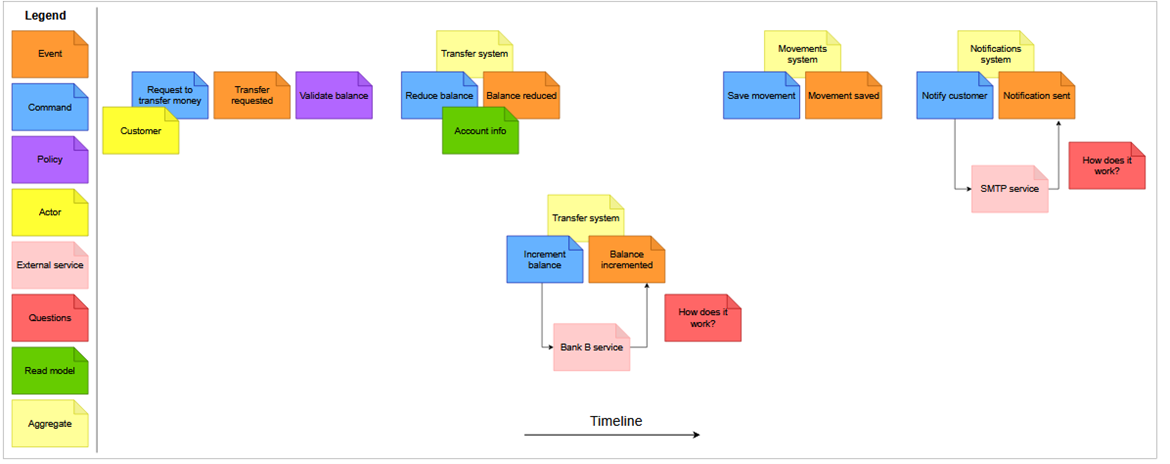 Legend
Event
Command
Policy
Actor
External service
Questions
Read model
Aggregate
Request to
transfer money
Customer
Transfer
requested
Validate balance
Transfer system
Reduce balance
Balance reduced
Account info
Transfer system
Increment
balance
Balance
incremented
Bank B service
How does it
work?
Movements
system
Save movement
Movement saved
Notifications
system
Notify customer
Notification sent
SMTP service
How does it
work?
Timeline